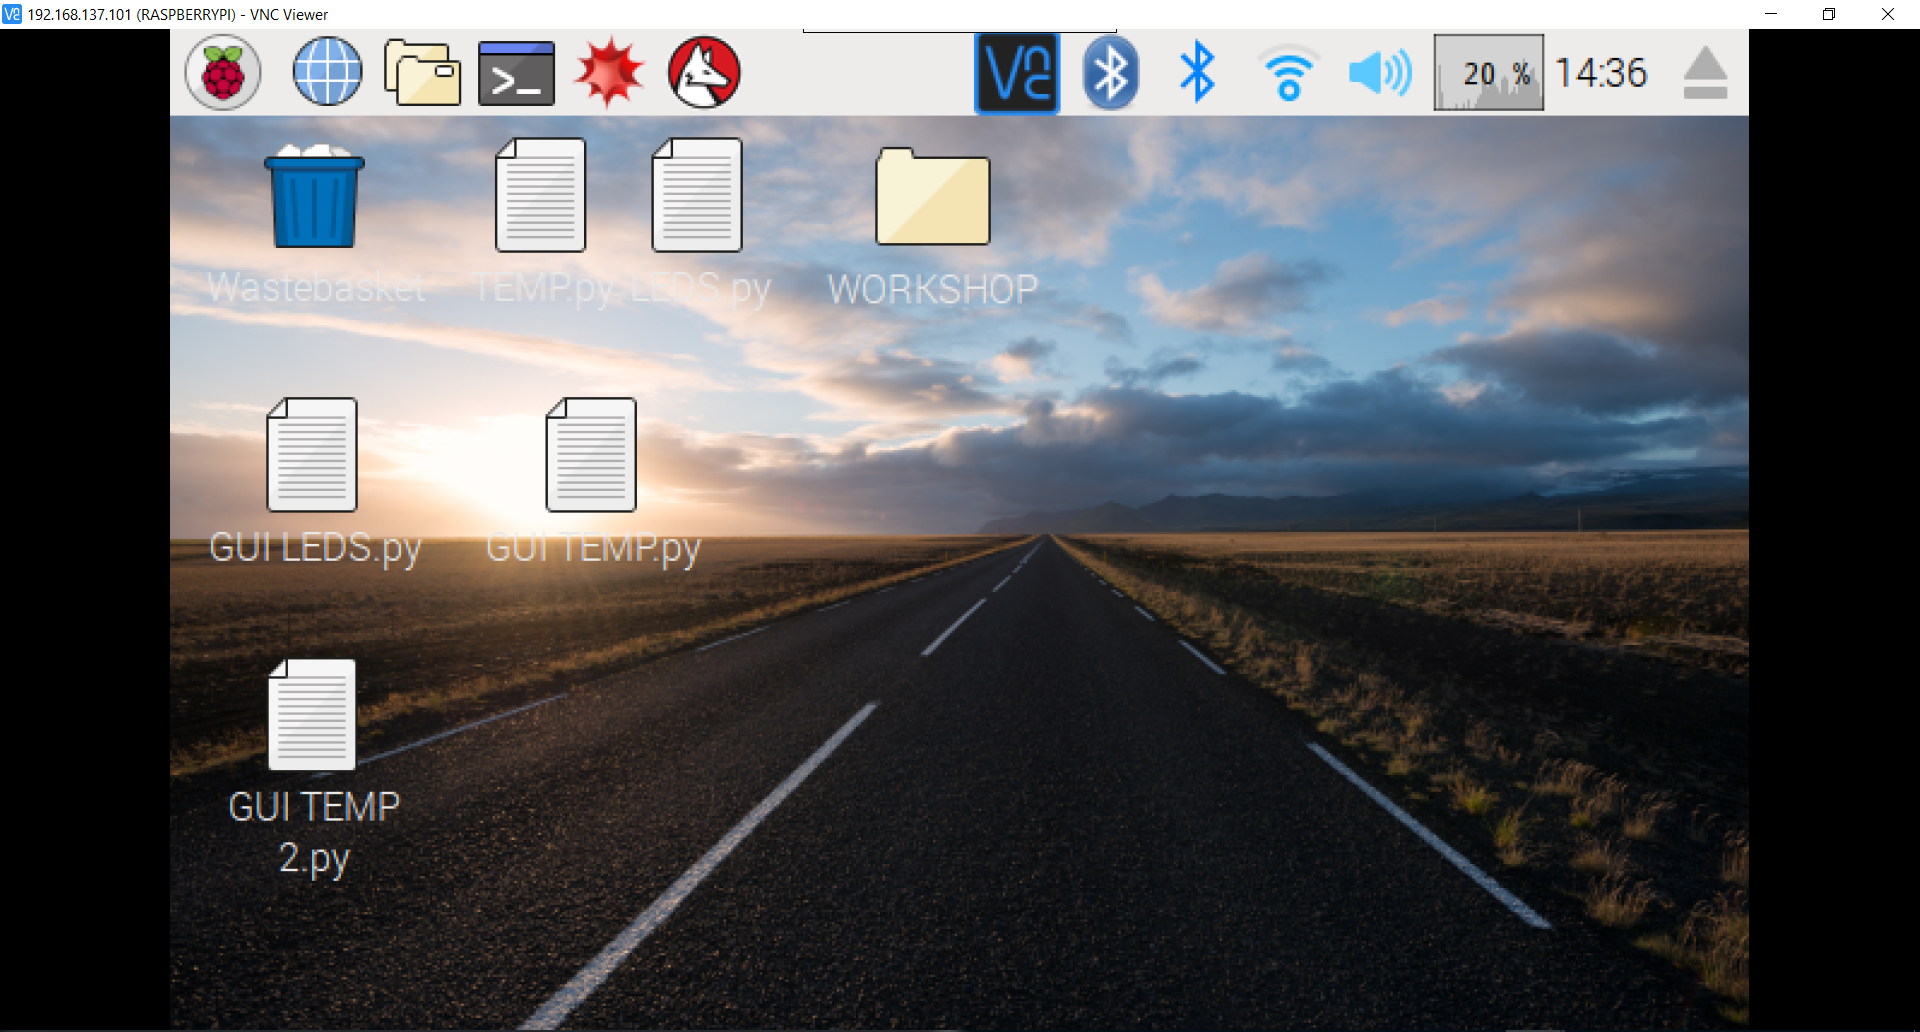 192.168.137.101 (RASPBERRYPI) - VNC Viewer
20 % 14:36
Wastebasket TEMP.py LEDS.py WORKSHOP
GUI LEDS.py GUI TEMP.py
GUI TEMP
2.py